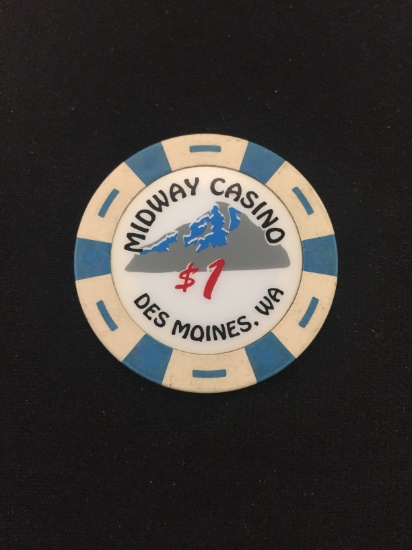 MIDWAY CASINO
$1
DES MOINES, WA